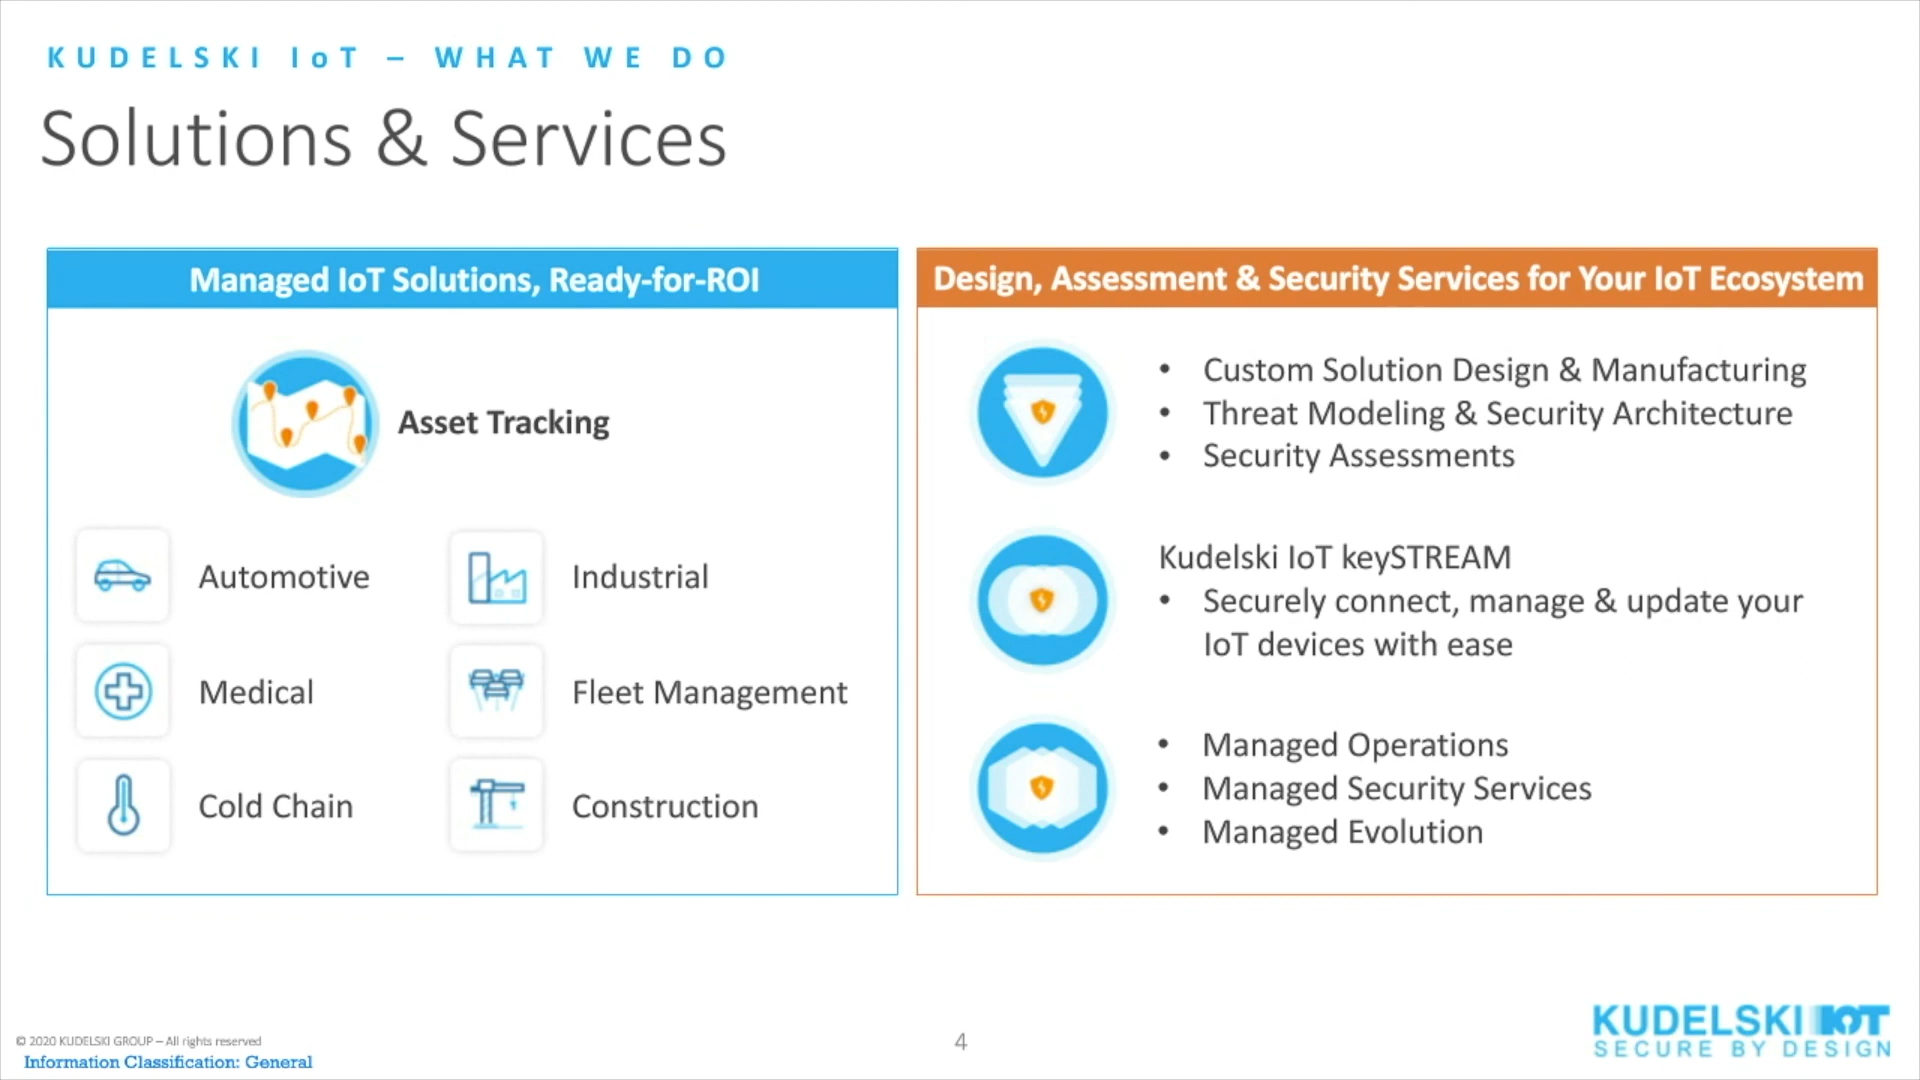 KUDELSKI IoT – WHAT WE DO
Solutions & Services
Managed IoT Solutions, Ready-for-ROI
Asset Tracking
Automotive
Industrial
Medical
Fleet Management
Cold Chain
Construction
Design, Assessment & Security Services for Your IoT Ecosystem
• Custom Solution Design & Manufacturing
• Threat Modeling & Security Architecture
• Security Assessments
Kudelski IoT keySTREAM
• Securely connect, manage & update your
IoT devices with ease
• Managed Operations
• Managed Security Services
• Managed Evolution
© 2020 KUDELSKI GROUP – All rights reserved
Information Classification: General
4
KUDELSKI IOT
SECURE BY DESIGN